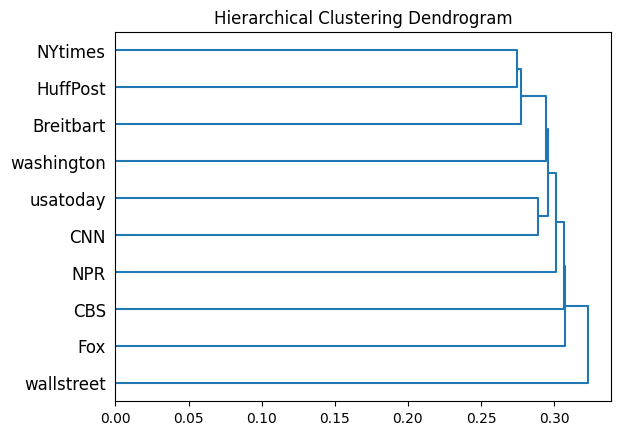 Hierarchical Clustering Dendrogram
NYtimes
HuffPost
Breitbart
washington
usatoday
CNN
NPR
CBS
Fox
wallstreet
0.00 0.05 0.10 0.15 0.20 0.25 0.30